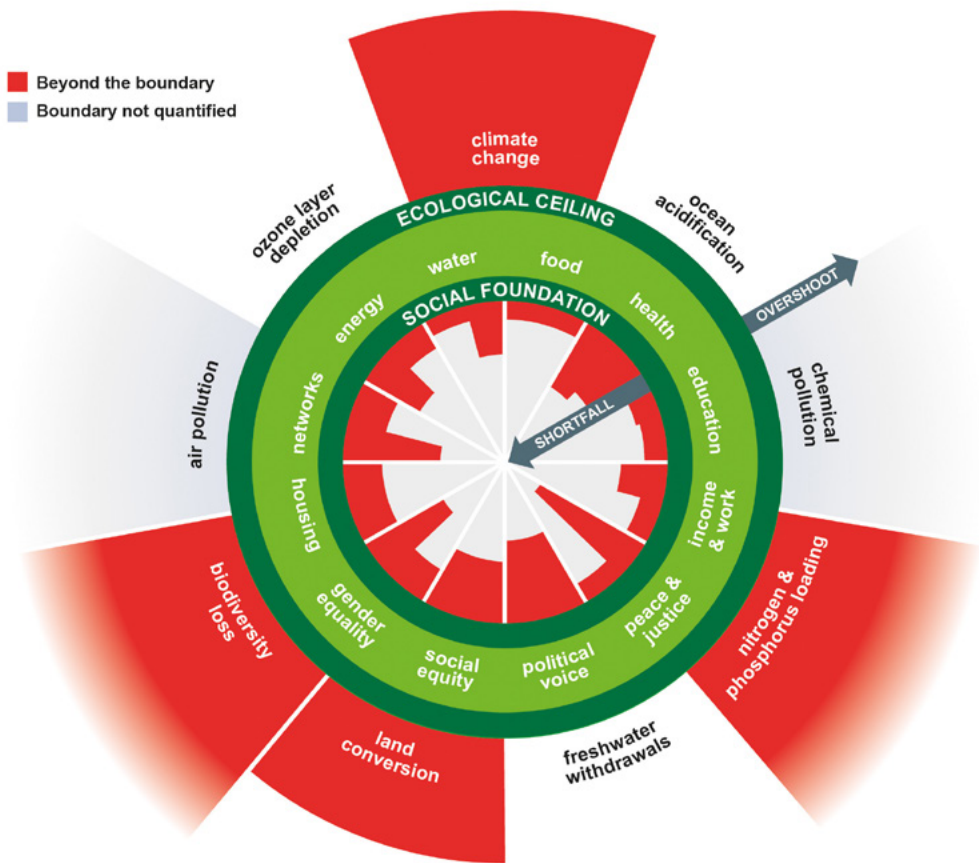 Beyond the boundary
Boundary not quantified
climate
change
ozone layer
depletion
ocean
acidification
ECOLOGICAL CEILING
OVERSHOOT
water
food
energy
health
SOCIAL FOUNDATION
networks
education
SHORTFALL
air pollution
chemical
pollution
housing
income
& work
gender
equality
peace &
justice
social
equity
political
voice
biodiversity
loss
nitrogen &
phosphorus loading
land
conversion
freshwater
withdrawals